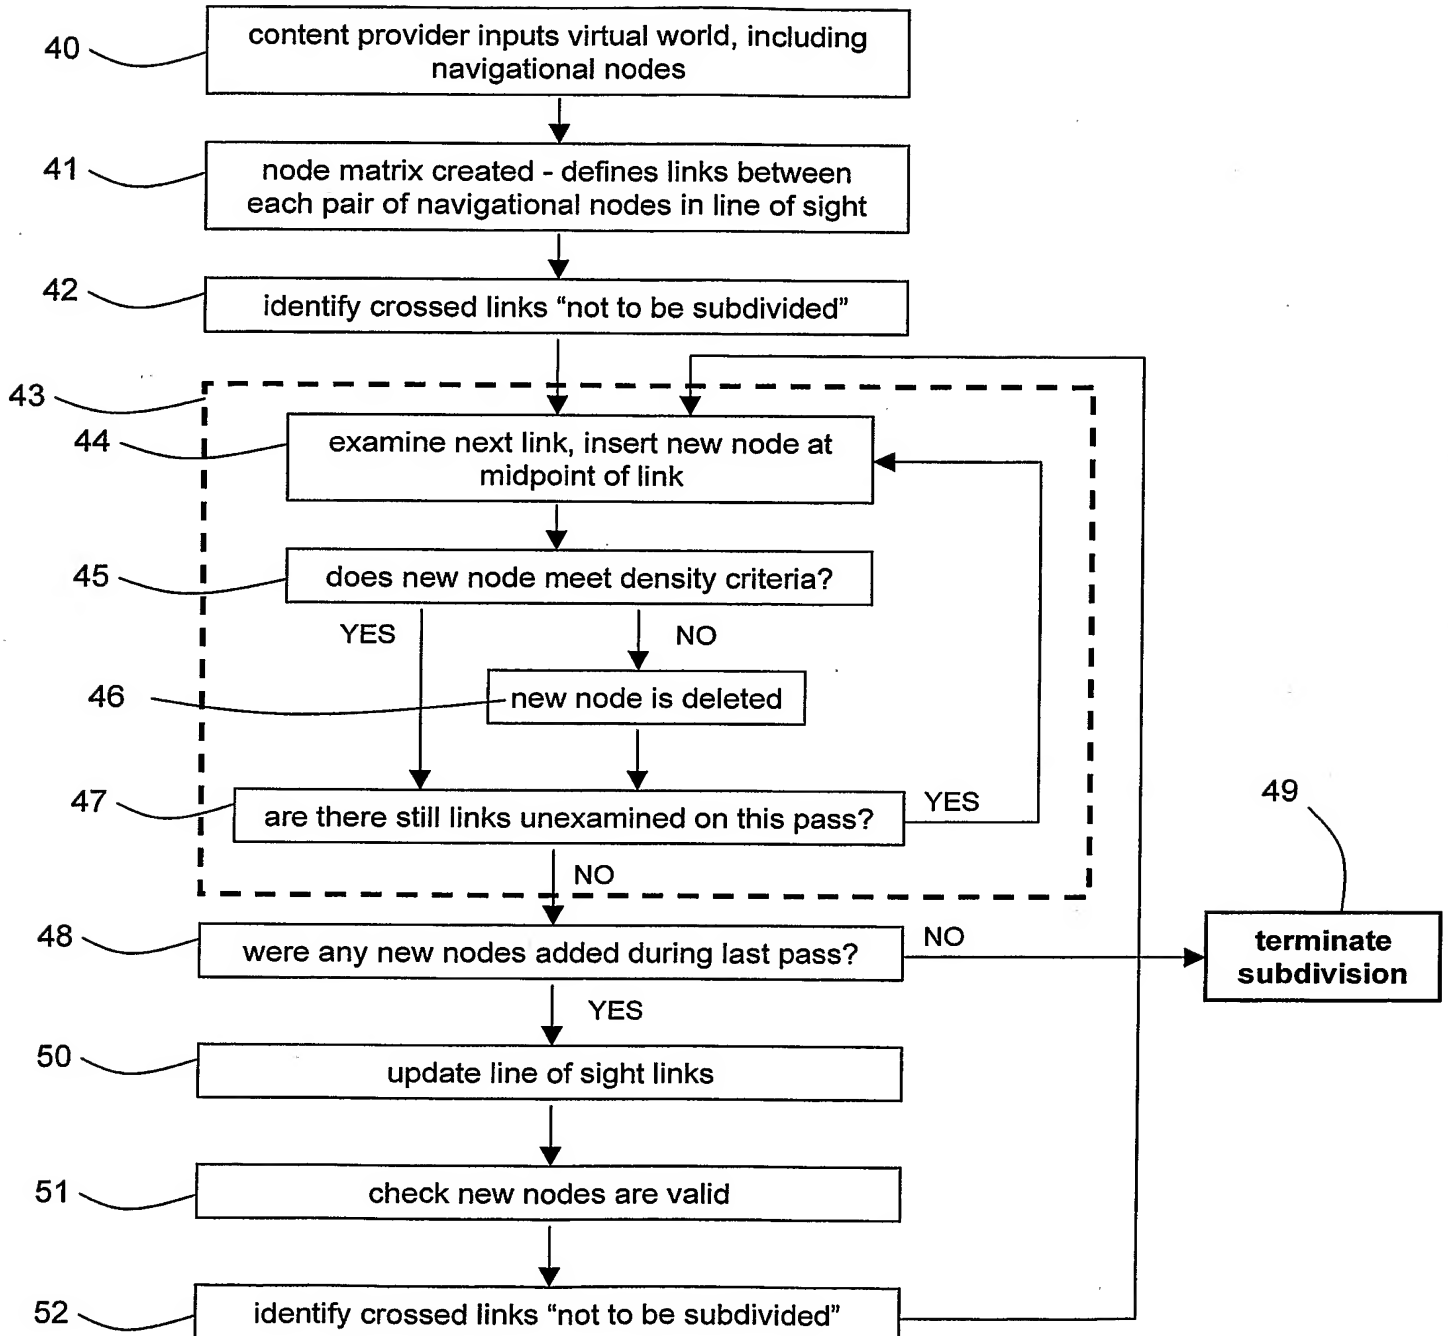 40
content provider inputs virtual world, including
navigational nodes
41
node matrix created - defines links between
each pair of navigational nodes in line of sight
42
identify crossed links “not to be subdivided”
43
44
examine next link, insert new node at
midpoint of link
45
does new node meet density criteria?
YES
NO
46
new node is deleted
47
are there still links unexamined on this pass?
YES
NO
48
were any new nodes added during last pass?
NO
49
terminate
subdivision
YES
50
update line of sight links
51
check new nodes are valid
52
identify crossed links “not to be subdivided”